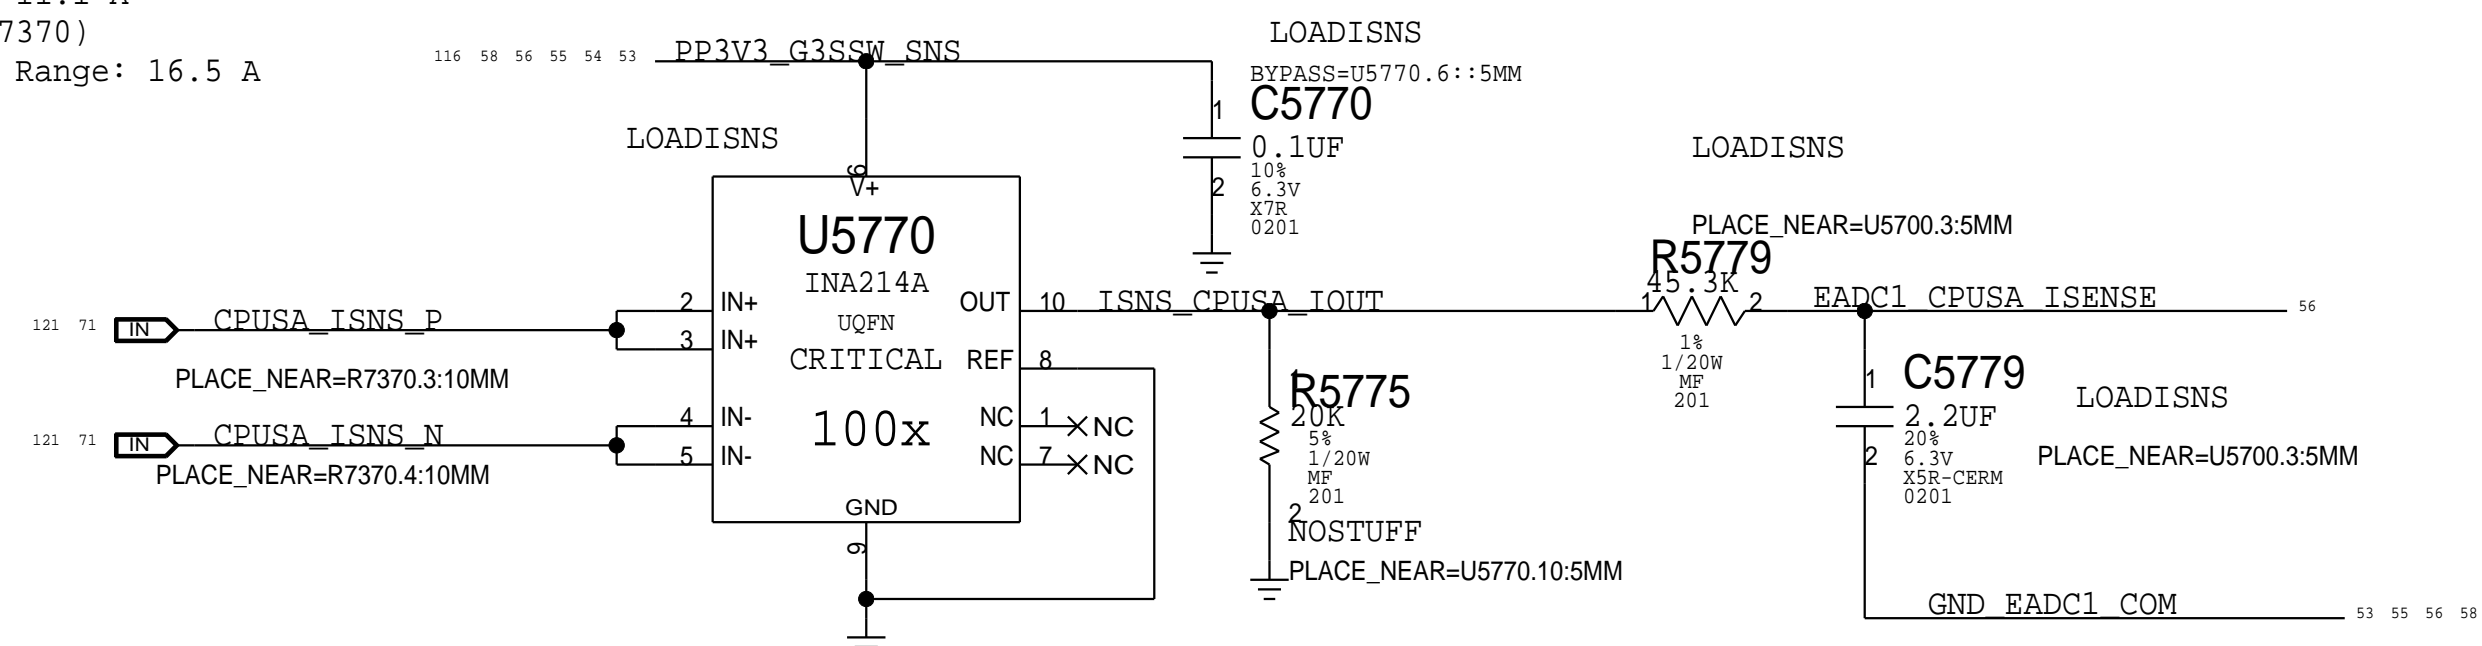 7370)
Range: 16.5 A
116 58 56 55 54 53
PP3V3_G3SSW_SNS
LOADISNS
BYPASS=U5770.6::5MM
1
C5770
0.1UF
10%
2
6.3V
X7R
0201
LOADISNS
6
V+
U5770
INA214A
UQFN
CRITICAL
100x
2 IN+
3 IN+
4 IN-
5 IN-
OUT 10
REF 8
NC 1 NC
NC 7 NC
GND
9
121 71 IN CPUSA_ISNS_P
PLACE_NEAR=R7370.3:10MM
121 71 IN CPUSA_ISNS_N
PLACE_NEAR=R7370.4:10MM
ISNS_CPUSA_IOUT
1
R5775
20K
5%
1/20W
MF
201
2
NOSTUFF
PLACE_NEAR=U5770.10:5MM
LOADISNS
PLACE_NEAR=U5700.3:5MM
R5779
45.3K
1 2
1%
1/20W
MF
201
EADC1_CPUSA_ISENSE 56
1
C5779
2.2UF
20%
2
6.3V
X5R-CERM
0201
LOADISNS
PLACE_NEAR=U5700.3:5MM
GND_EADC1_COM 53 55 56 58